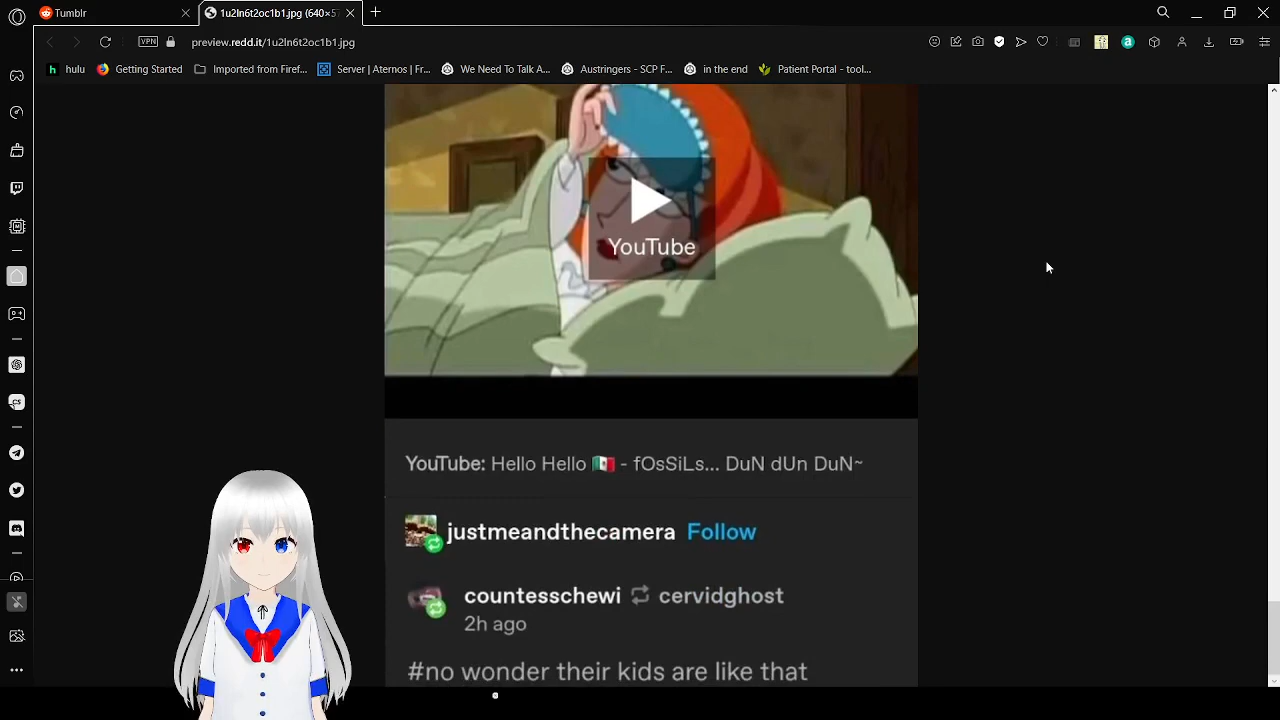 Tumblr
1u2ln6t2oc1b1.jpg (640×5
VPN
preview.redd.it/1u2ln6t2oc1b1.jpg
hulu
Getting Started
Imported from Firef...
Server | Aternos | Fr...
We Need To Talk A...
Austringers - SCP F...
in the end
Patient Portal - tool...
YouTube
YouTube: Hello Hello 🇲🇽 - fOsSiLs... DuN dUn DuN~
justmeandthecamera Follow
countesschewi cervidghost
2h ago
#no wonder their kids are like that